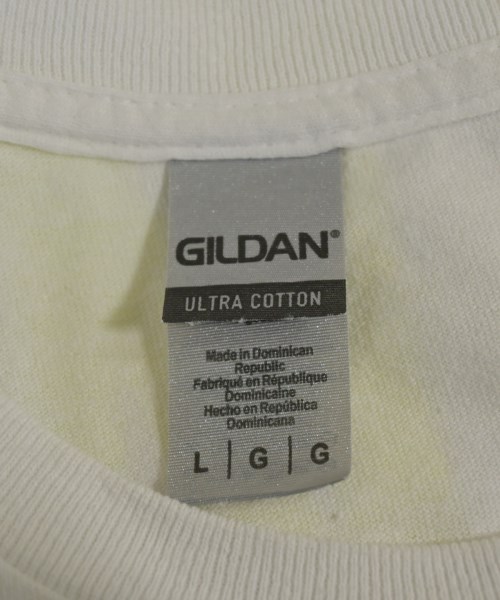 GILDAN®
ULTRA COTTON
Made in Dominican
Republic
Fabriqué en République
Dominicaine
Hecho en República
Dominicana
L | G | G